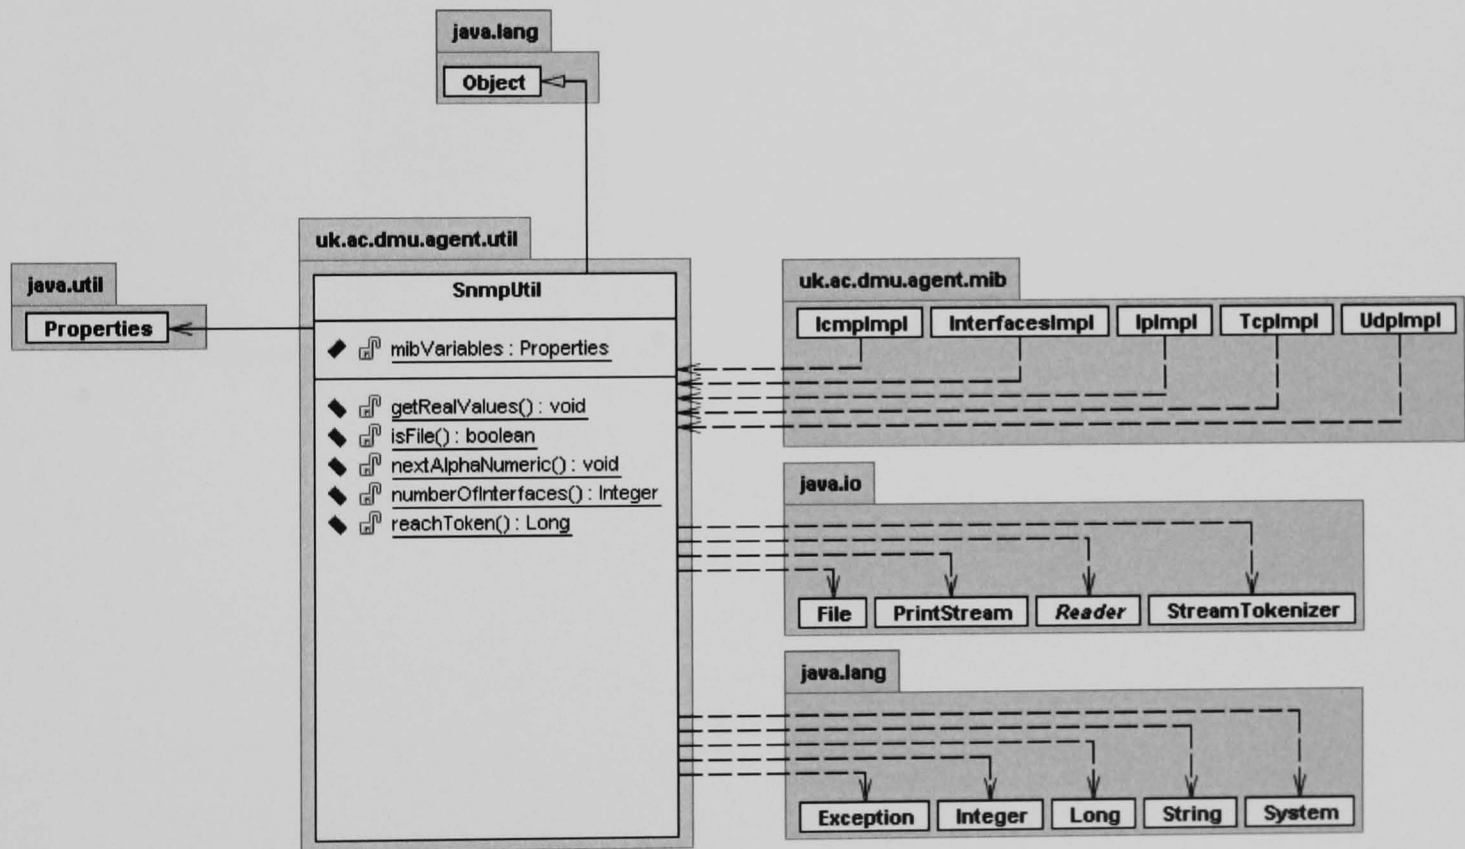 java.lang
Object
uk.ac.dmu.agent.util
SnmpUtil
mibVariables : Properties
getRealValues() : void
isFile() : boolean
nextAlphaNumeric() : void
numberOfInterfaces() : Integer
reachToken() : Long
java.util
Properties
uk.ac.dmu.agent.mib
IcmpImpl InterfacesImpl IpImpl TcpImpl UdpImpl
java.io
File PrintStream Reader StreamTokenizer
java.lang
Exception Integer Long String System